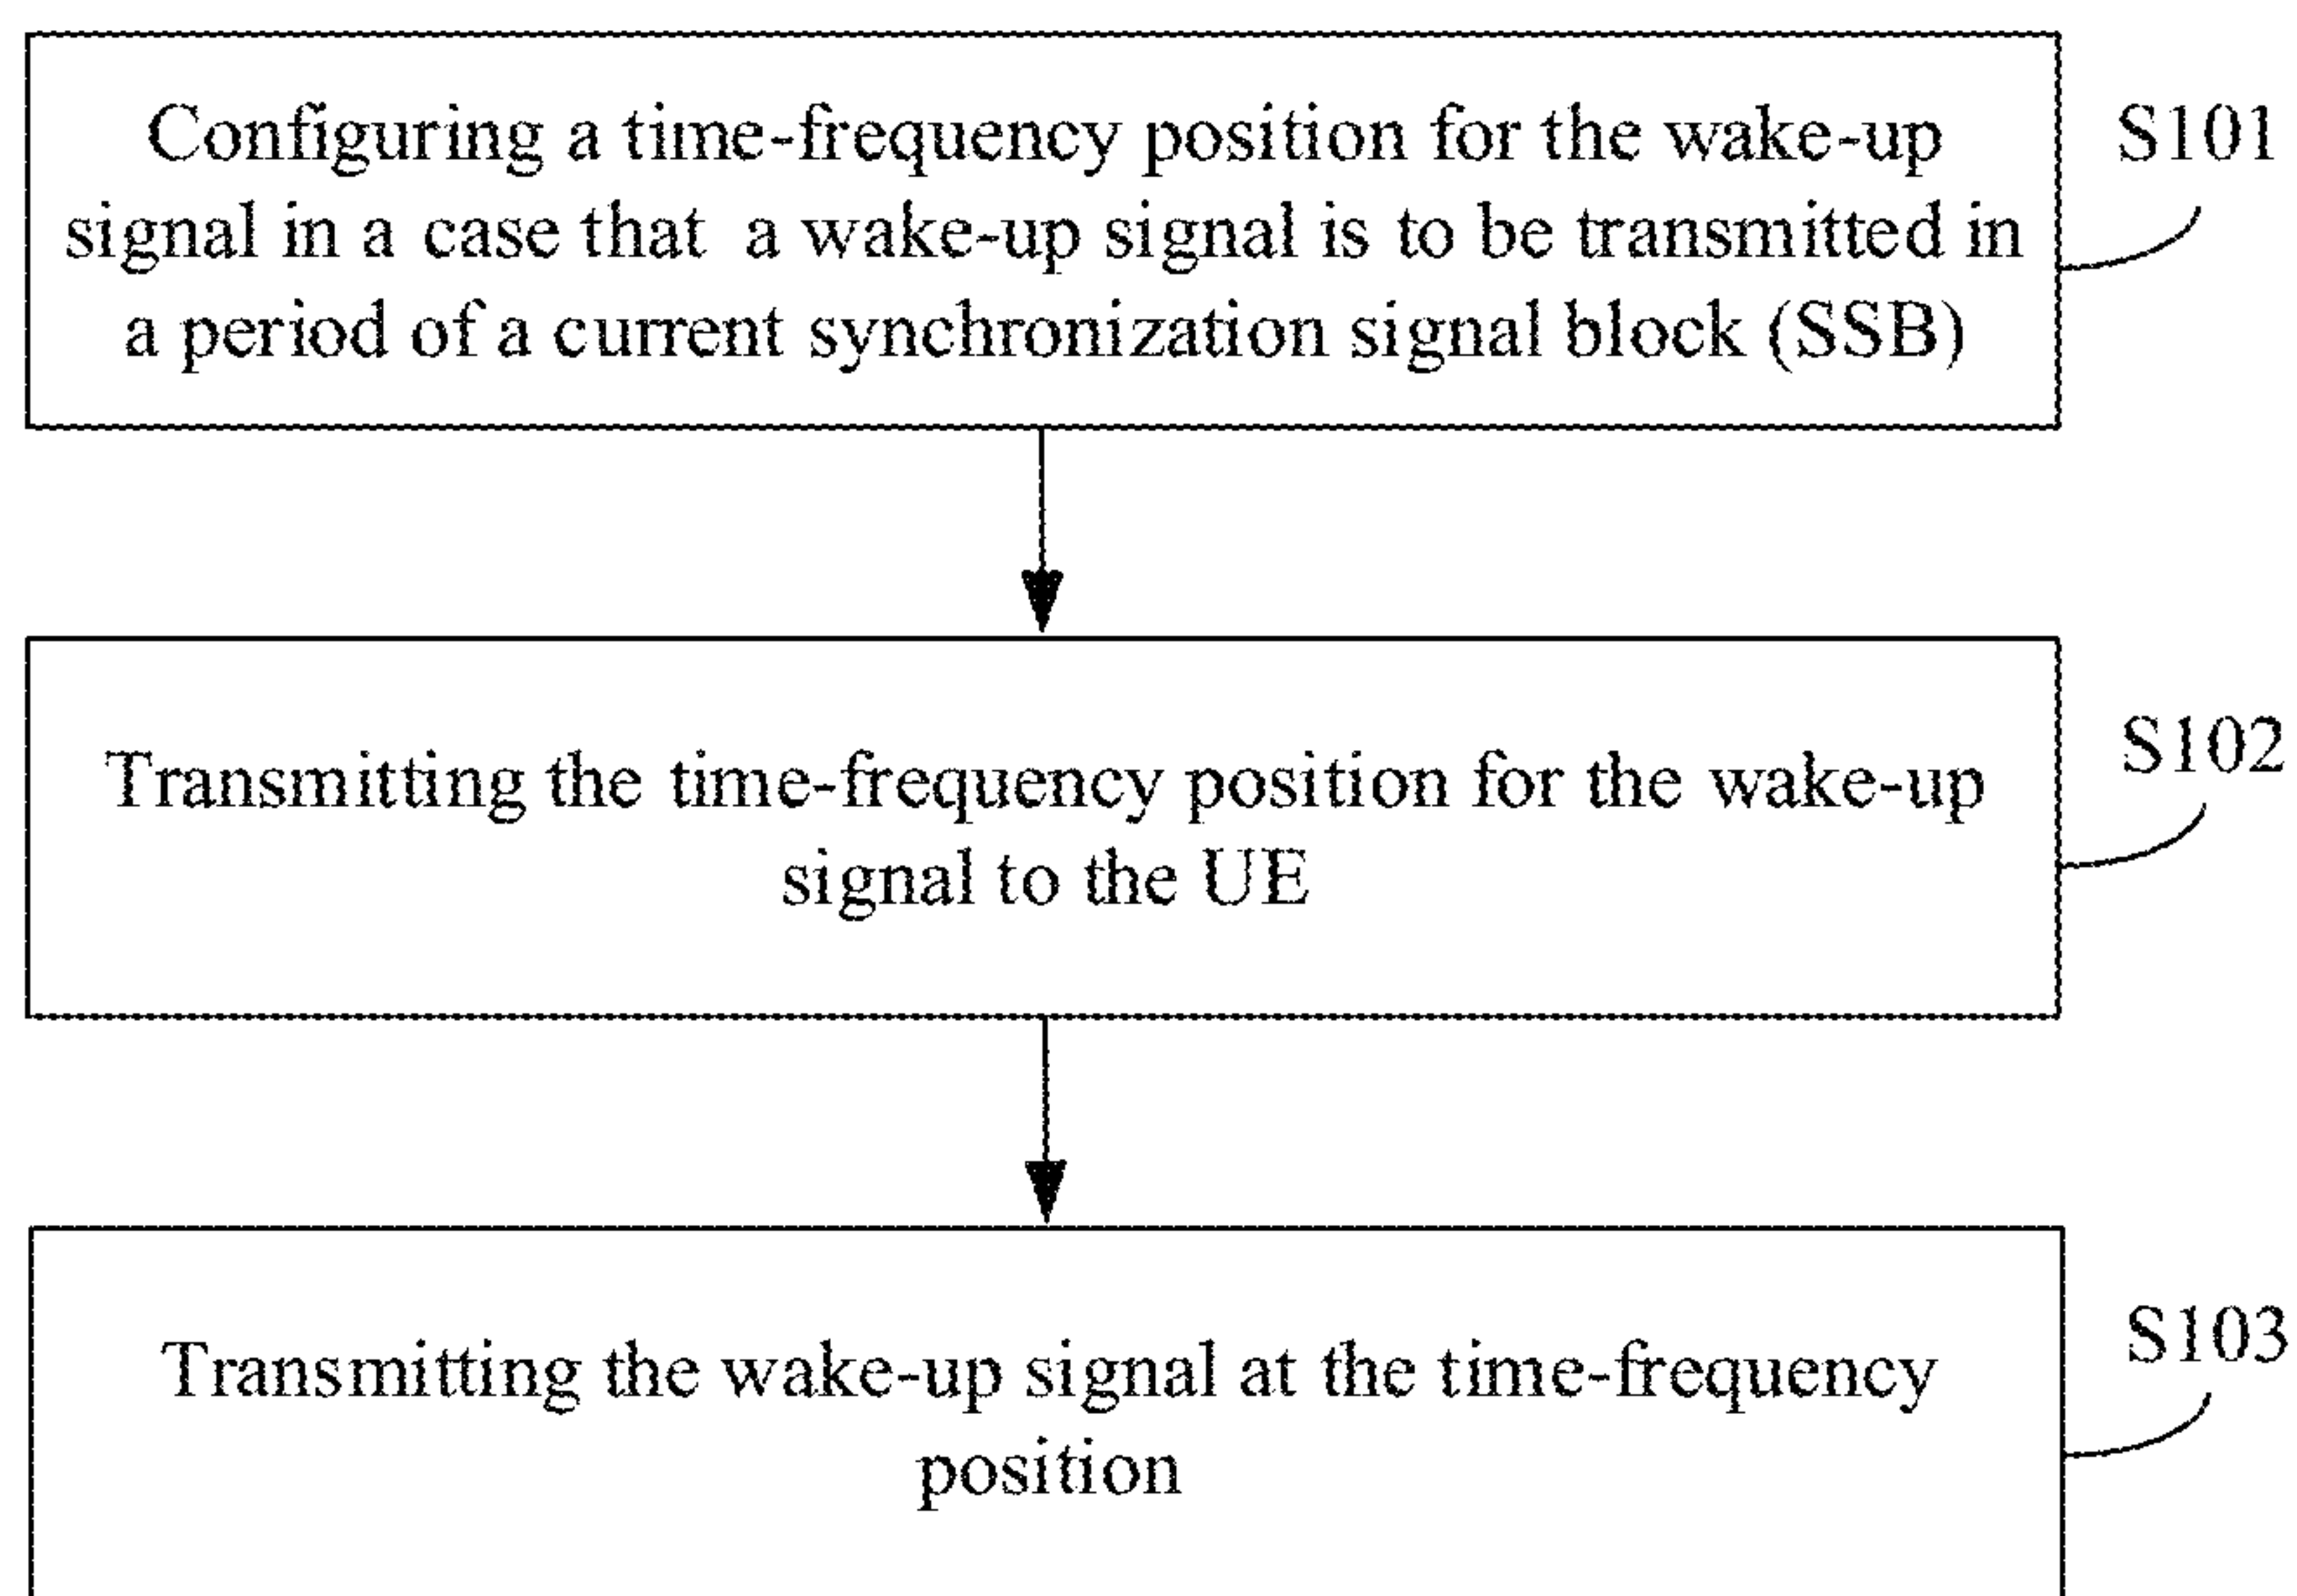 Configuring a time-frequency position for the wake-up
signal in a case that a wake-up signal is to be transmitted in
a period of a current synchronization signal block (SSB)
S101
Transmitting the time-frequency position for the wake-up
signal to the UE
S102
Transmitting the wake-up signal at the time-frequency
position
S103